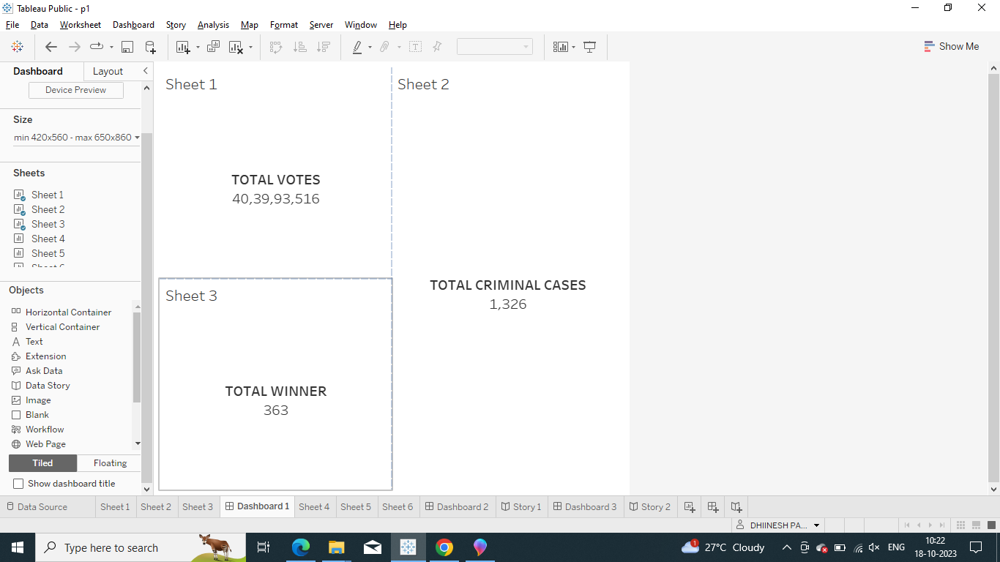 Tableau Public - p1
File Data Worksheet Dashboard Story Analysis Map Format Server Window Help
Show Me
Dashboard Layout
Device Preview
Size
min 420x560 - max 650x860
Sheets
Sheet 1
Sheet 2
Sheet 3
Sheet 4
Sheet 5
Sheet 6
Objects
Horizontal Container
Vertical Container
Text
Extension
Ask Data
Data Story
Image
Blank
Workflow
Web Page
Tiled Floating
Show dashboard title
Sheet 1
TOTAL VOTES
40,39,93,516
Sheet 2
TOTAL CRIMINAL CASES
1,326
Sheet 3
TOTAL WINNER
363
Data Source Sheet 1 Sheet 2 Sheet 3 Dashboard 1 Sheet 4 Sheet 5 Sheet 6 Dashboard 2 Story 1 Dashboard 3 Story 2
DHIINESH PA...
Type here to search
1
27°C Cloudy
ENG
10:22
18-10-2023